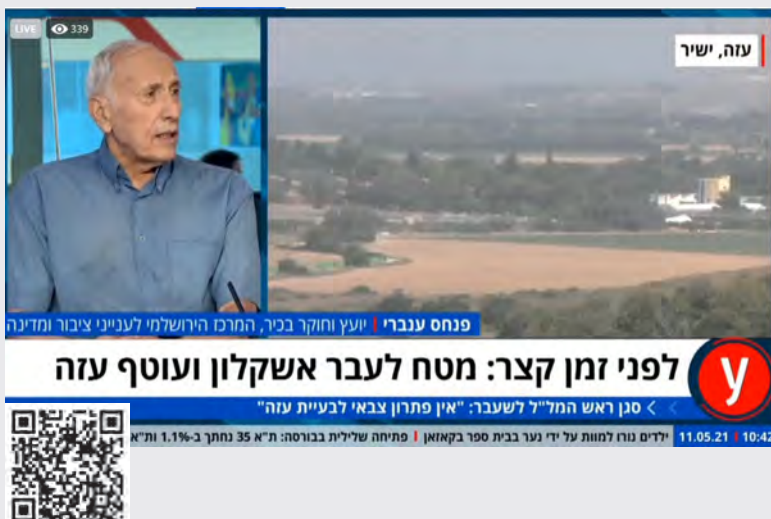 LIVE 339
עזה, ישיר
פנחס ענברי | יועץ וחוקר בכיר, המרכז הירושלמי לענייני ציבור ומדינה
לפני זמן קצר: מטח לעבר אשקלון ועוטף עזה
y
סגן ראש המל"ל לשעבר: "אין פתרון צבאי לבעיית עזה"
10:42 | 11.05.21 ילדים נורו למוות על ידי נער בבית ספר בקאזאן | פתיחה שלילית בבורסה: ת"א 35 נחתך ב-1.1% ות"א